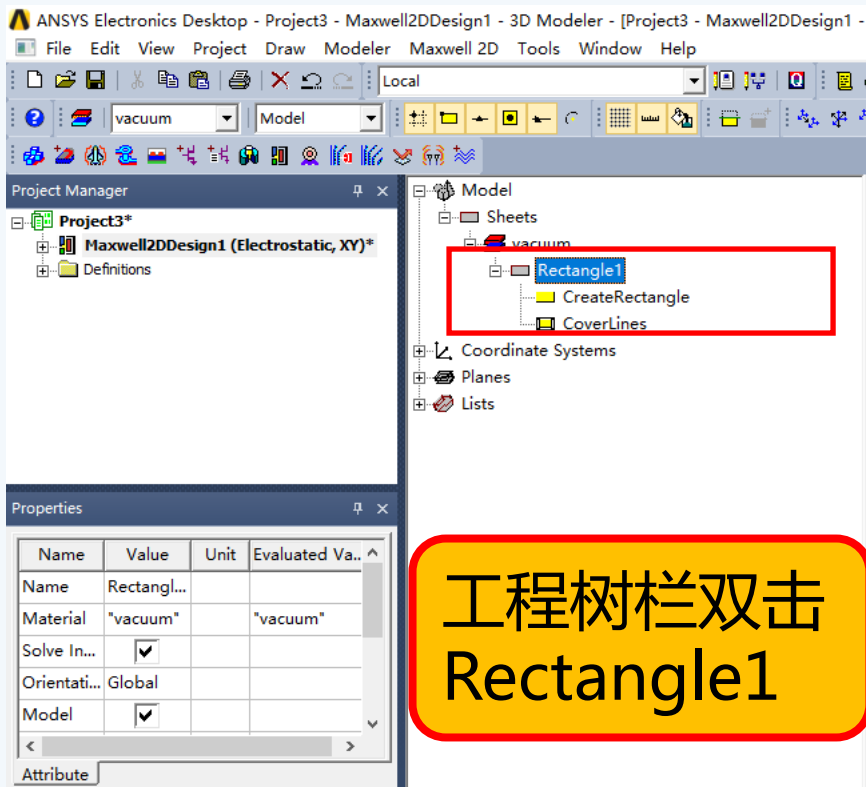 ANSYS Electronics Desktop - Project3 - Maxwell2DDesign1 - 3D Modeler - [Project3 - Maxwell2DDesign1 -
File Edit View Project Draw Modeler Maxwell 2D Tools Window Help
Local
vacuum Model
Project Manager
Project3*
Maxwell2DDesign1 (Electrostatic, XY)*
Definitions
Model
Sheets
vacuum
Rectangle1
CreateRectangle
CoverLines
Coordinate Systems
Planes
Lists
Properties
Name Value Unit Evaluated Va..
Name Rectangl...
Material "vacuum" "vacuum"
Solve In...
Orientati... Global
Model
Attribute
工程树栏双击
Rectangle1